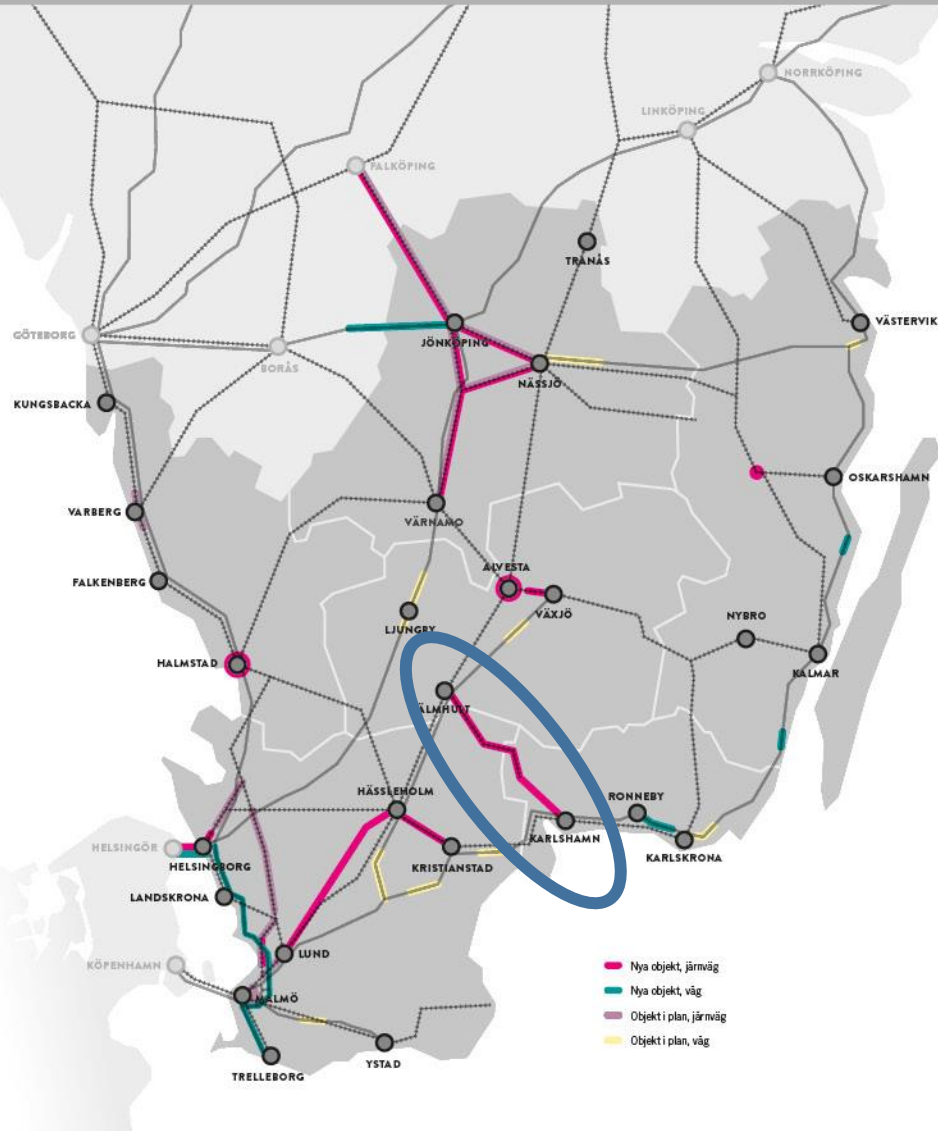 NORRKÖPING
LINKÖPING
FALKÖPING
TRANÅS
VÄSTERVIK
GÖTEBORG
JÖNKÖPING
BORÅS
NÄSSJÖ
KUNGSBACKA
OSKARSHAMN
VARBERG
VÄRNAMO
ALVESTA
FALKENBERG
VÄXJÖ
NYBRO
LJUNGBY
HALMSTAD
KALMAR
ÄLMHULT
HÄSSLEHOLM
RONNEBY
KARLSHAMN
HELSINGÖR
KARLSKRONA
HELSINGBORG
KRISTIANSTAD
LANDSKRONA
LUND
KÖPENHAMN
MALMÖ
YSTAD
TRELLEBORG
Nya objekt, järnväg
Nya objekt, väg
Objekt i plan, järnväg
Objekt i plan, väg